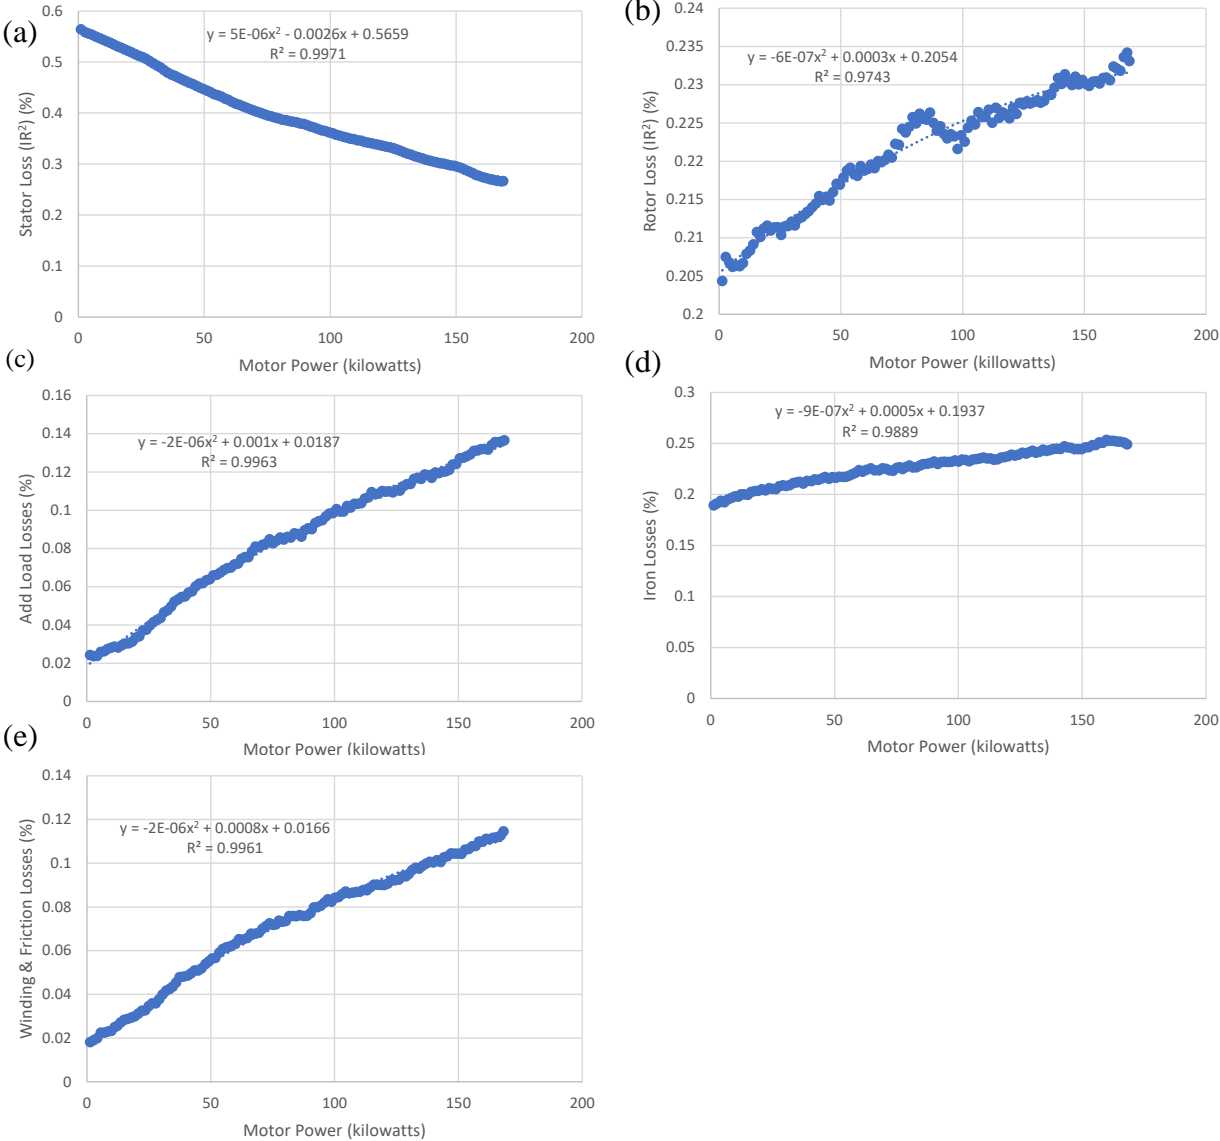 (a)
0.6
0.5
0.4
0.3
0.2
0.1
0
0
50
100
150
200
Stator Loss (IR²) (%)
Motor Power (kilowatts)
y = 5E-06x² - 0.0026x + 0.5659
R² = 0.9971
(b)
0.24
0.235
0.23
0.225
0.22
0.215
0.21
0.205
0.2
0
50
100
150
200
Rotor Loss (IR²) (%)
Motor Power (killowatts)
y = -6E-07x² + 0.0003x + 0.2054
R² = 0.9743
(c)
0.16
0.14
0.12
0.1
0.08
0.06
0.04
0.02
0
0
50
100
150
200
Add Load Losses (%)
Motor Power (kilowatts)
y = -2E-06x² + 0.001x + 0.0187
R² = 0.9963
(d)
0.3
0.25
0.2
0.15
0.1
0.05
0
0
50
100
150
200
Iron Losses (%)
Motor Power (kilowatts)
y = -9E-07x² + 0.0005x + 0.1937
R² = 0.9889
(e)
0.14
0.12
0.1
0.08
0.06
0.04
0.02
0
0
50
100
150
200
Winding & Friction Losses (%)
Motor Power (kilowatts)
y = -2E-06x² + 0.0008x + 0.0166
R² = 0.9961